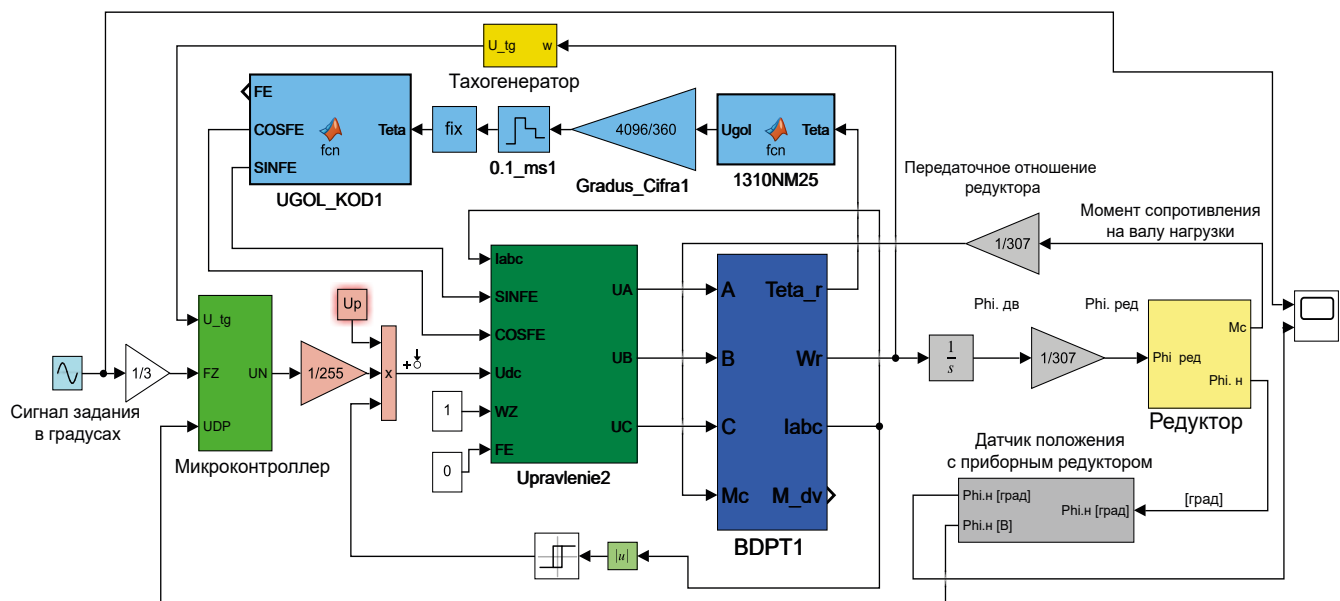 U_tg
w
Тахогенератор
FE
COSFE
SINFE
Teta
fcn
UGOL_KOD1
fix
0.1_ms1
4096/360
Gradus_Cifra1
Ugol
Teta
fcn
1310NM25
Передаточное отношение
редуктора
1/307
Момент сопротивления
на валу нагрузки
U_tg
FZ
UDP
UN
Микроконтроллер
Сигнал задания
в градусах
1/3
1/255
Up
x
+
1
0
Iabc
SINFE
COSFE
Udc
WZ
FE
UA
UB
UC
Upravlenie2
A
B
C
Mc
Teta_r
Wr
Iabc
M_dv
BDPT1
Phi. дв
Phi. ред
1
s
1/307
Phi ред
Mc
Phi. н
Редуктор
Датчик положения
с приборным редуктором
Phi.н [град]
Phi.н [В]
Phi.н [град]
[град]
|u|